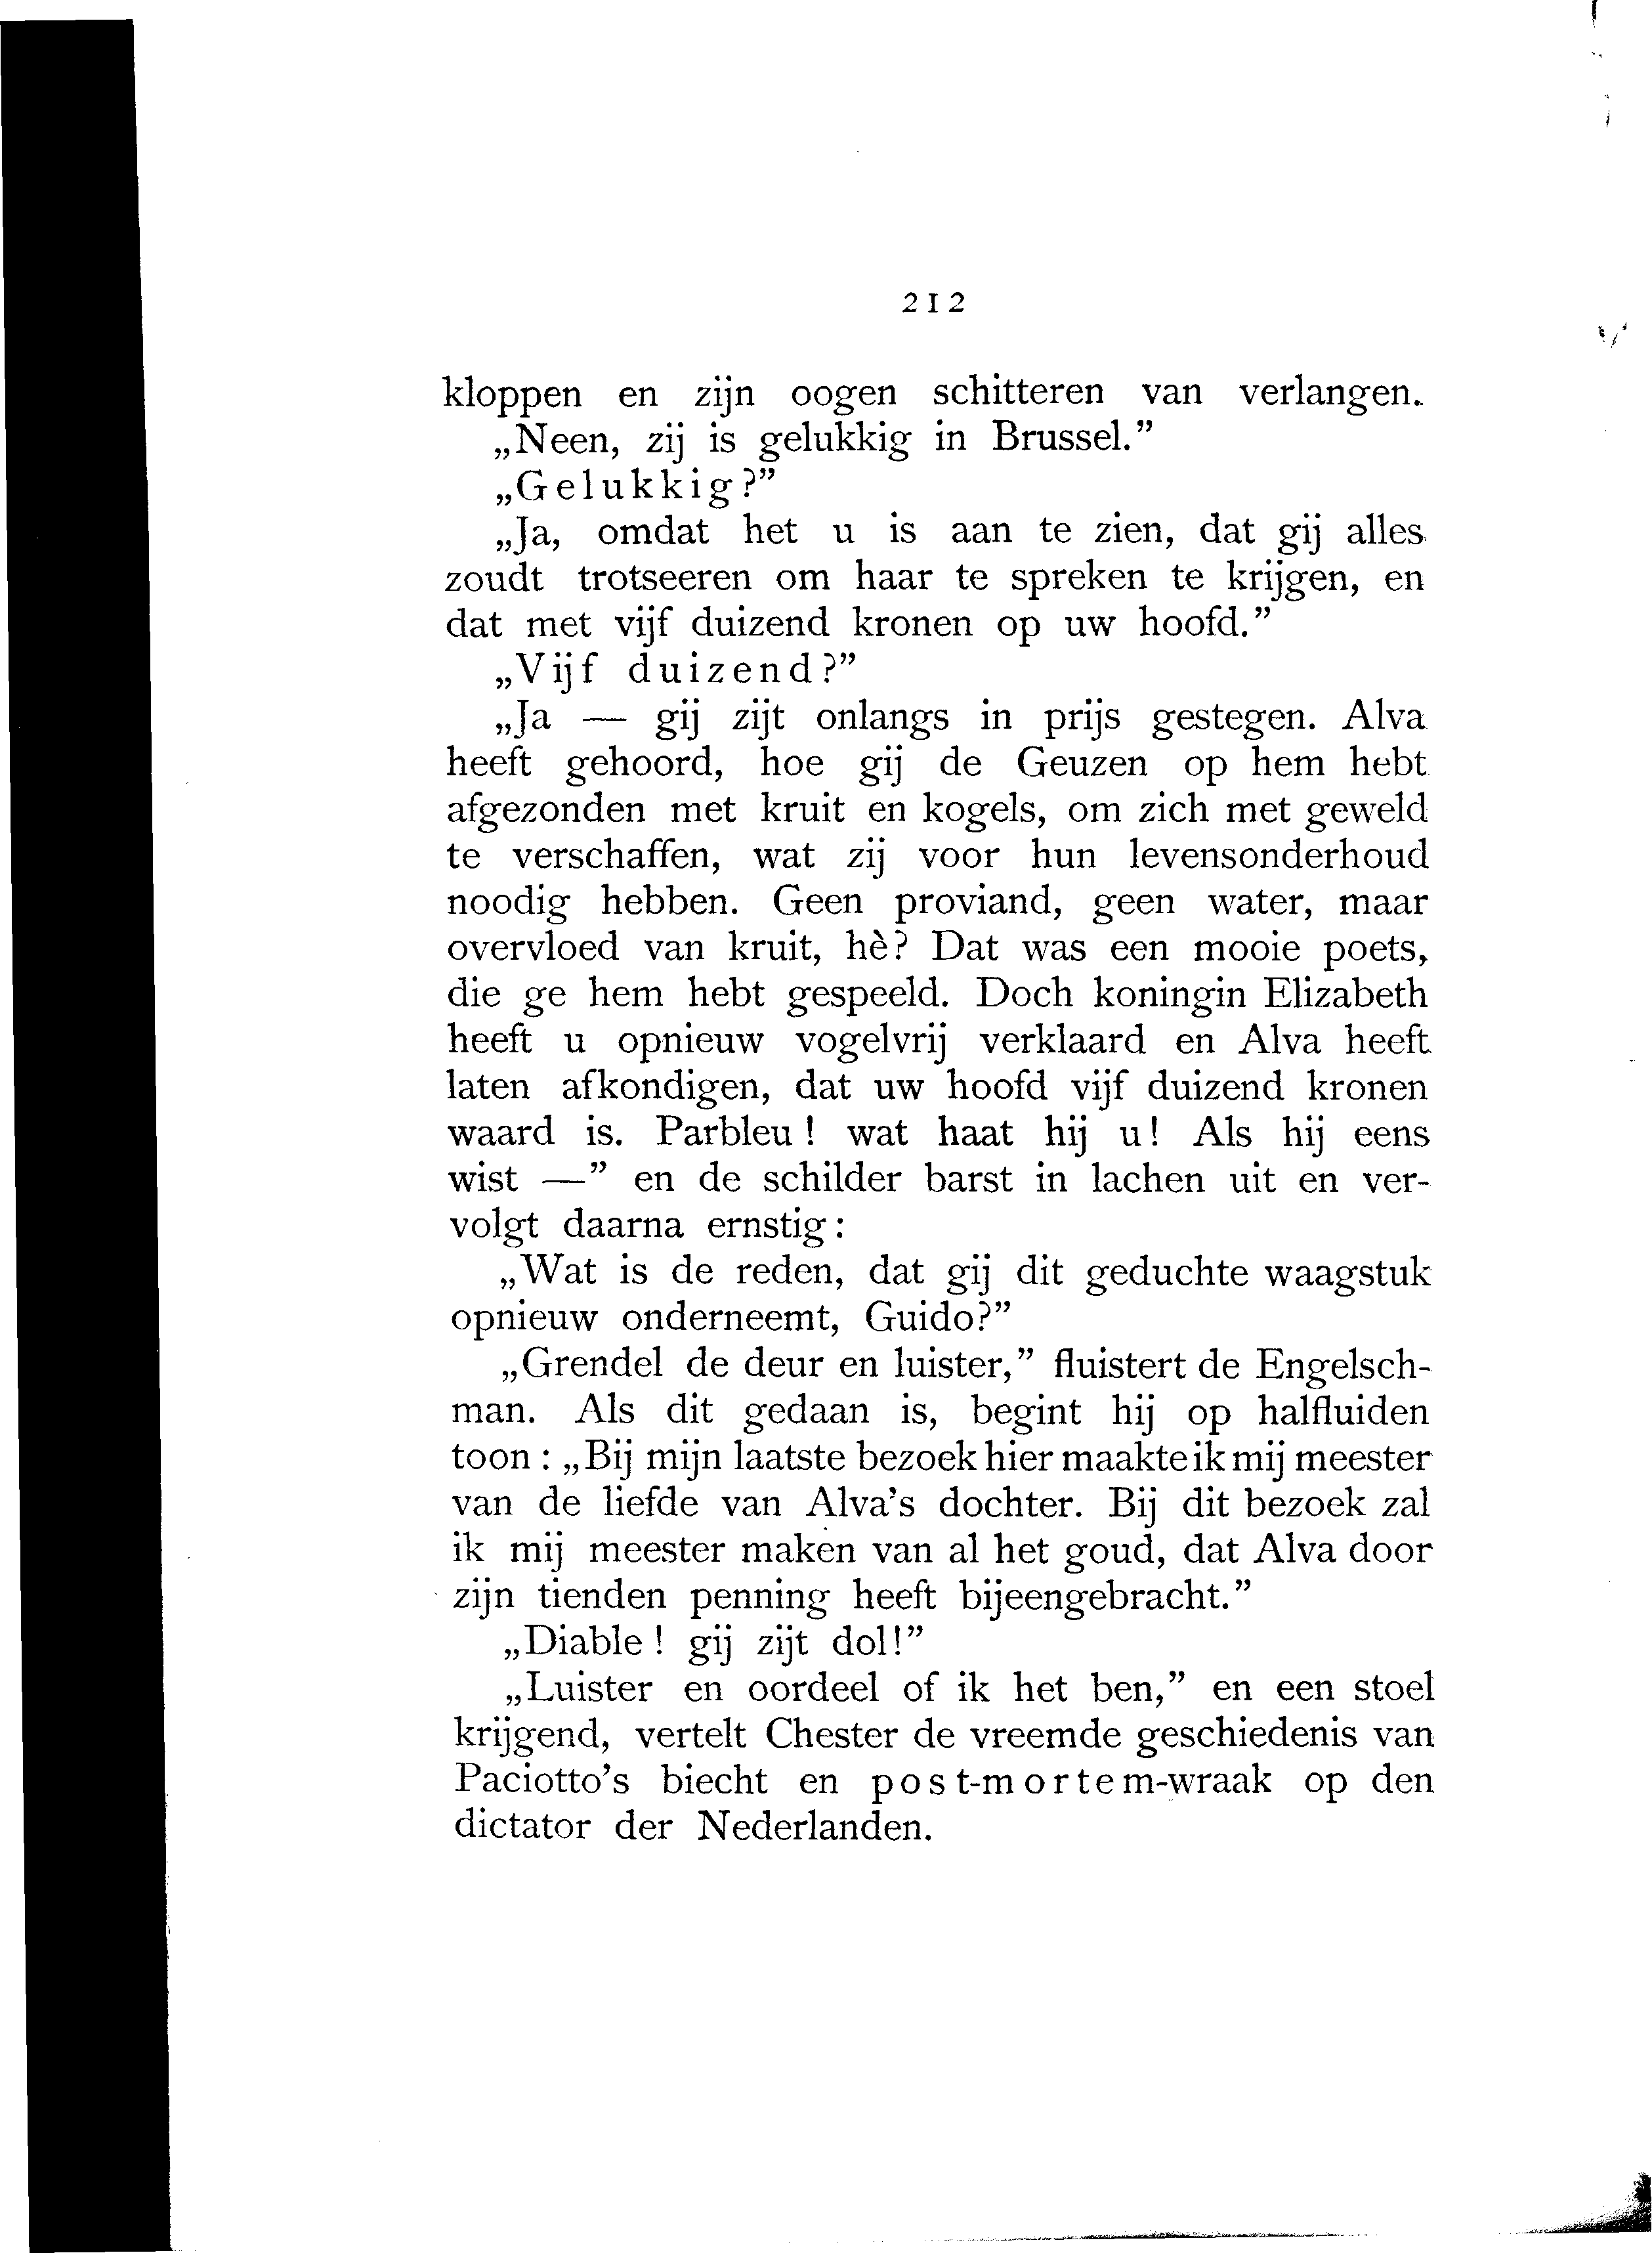 212
kloppen en zijn oogen schitteren van verlangen.
„Neen, zij is gelukkig in Brussel.”
„Gelukkig?”
„Ja, omdat het u is aan te zien, dat gij alles
zoudt trotseeren om haar te spreken te krijgen, en
dat met vijf duizend kronen op uw hoofd.”
„Vijf duizend?”
„Ja — gij zijt onlangs in prijs gestegen. Alva
heeft gehoord, hoe gij de Geuzen op hem hebt
afgezonden met kruit en kogels, om zich met geweld
te verschaffen, wat zij voor hun levensonderhoud
noodig hebben. Geen proviand, geen water, maar
overvloed van kruit, hè? Dat was een mooie poets,
die ge hem hebt gespeeld. Doch koningin Elizabeth
heeft u opnieuw vogelvrij verklaard en Alva heeft
laten afkondigen, dat uw hoofd vijf duizend kronen
waard is. Parbleu! wat haat hij u! Als hij eens
wist —” en de schilder barst in lachen uit en ver-
volgt daarna ernstig:
„Wat is de reden, dat gij dit geduchte waagstuk
opnieuw onderneemt, Guido?”
„Grendel de deur en luister,” fluistert de Engelsch-
man. Als dit gedaan is, begint hij op halfluiden
toon: „Bij mijn laatste bezoek hier maakte ik mij meester
van de liefde van Alva's dochter. Bij dit bezoek zal
ik mij meester maken van al het goud, dat Alva door
zijn tienden penning heeft bijeengebracht.”
„Diable! gij zijt dol!”
„Luister en oordeel of ik het ben,” en een stoel
krijgend, vertelt Chester de vreemde geschiedenis van
Paciotto's biecht en post-mortem-wraak op den
dictator der Nederlanden.